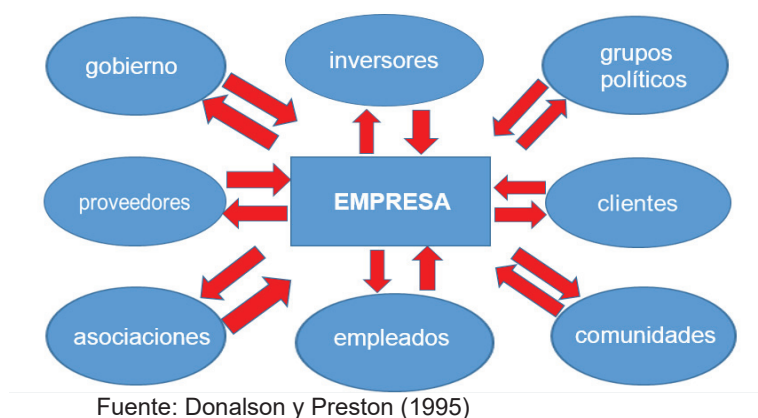 gobierno
inversores
grupos
políticos
proveedores
EMPRESA
clientes
asociaciones
empleados
comunidades
Fuente: Donalson y Preston (1995)